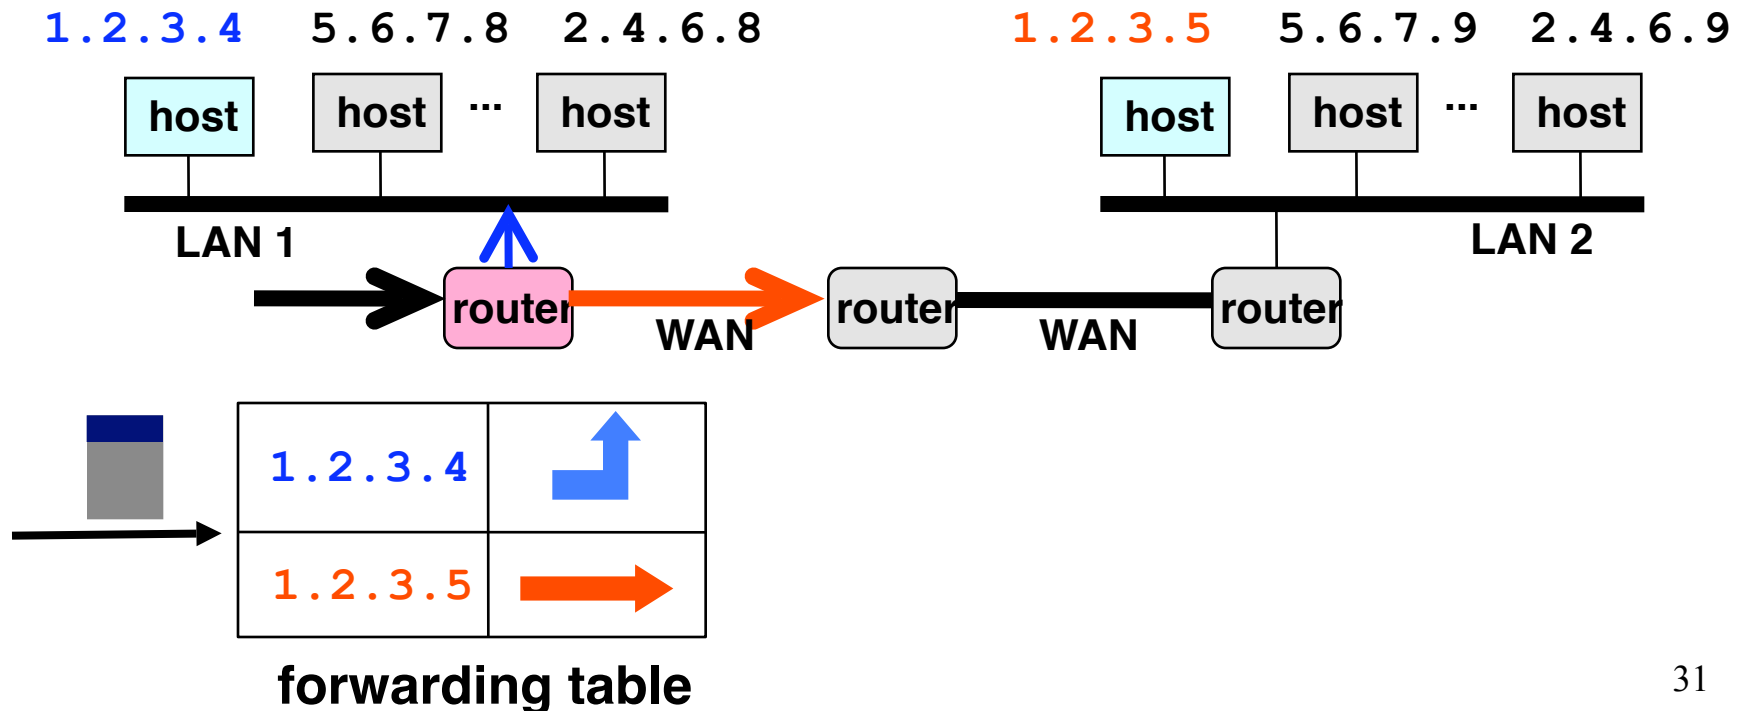 1.2.3.4 5.6.7.8 2.4.6.8 1.2.3.5 5.6.7.9 2.4.6.9
host host ... host host host ... host
LAN 1 LAN 2
router WAN router WAN router
1.2.3.4
1.2.3.5
forwarding table
31